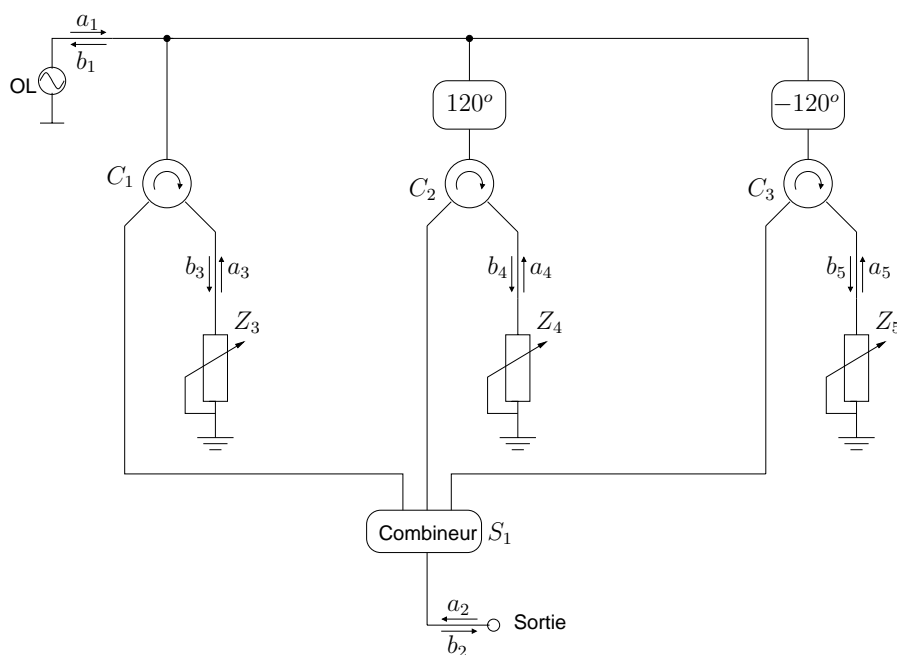 a₁
b₁
OL
120°
−120°
C₁
C₂
C₃
b₃ a₃
b₄ a₄
b₅ a₅
Z₃
Z₄
Z₅
Combineur S₁
a₂
b₂
Sortie